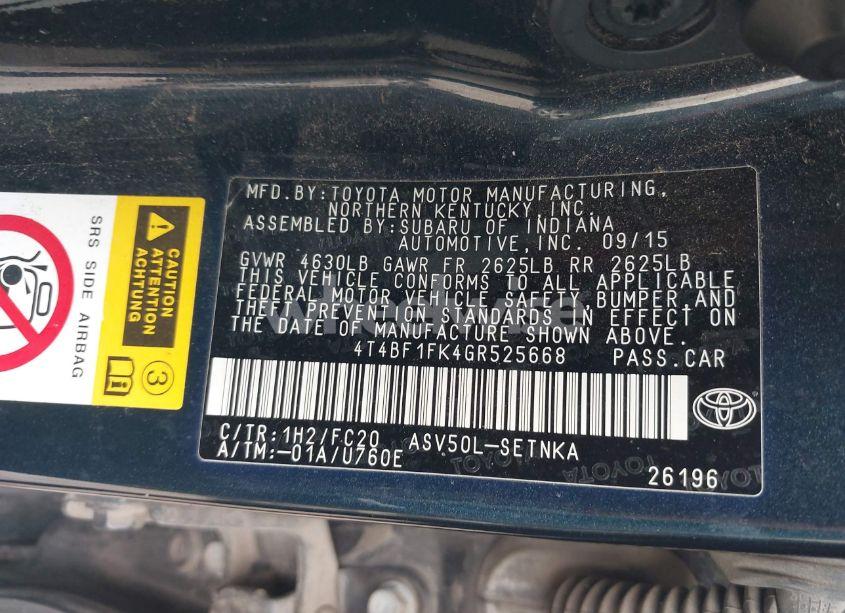 MFD.BY:TOYOTA MOTOR MANUFACTURING,
NORTHERN KENTUCKY,INC.
ASSEMBLED BY:SUBARU OF INDIANA
AUTOMOTIVE,INC. 09/15
GVWR 4630LB GAWR FR 2625LB RR 2625LB
THIS VEHICLE CONFORMS TO ALL APPLICABLE
FEDERAL MOTOR VEHICLE SAFETY, BUMPER,AND
THEFT PREVENTION STANDARDS IN EFFECT ON
THE DATE OF MANUFACTURE SHOWN ABOVE.
4T4BF1FK4GR525668 PASS.CAR
C/TR:1H2/FC20 ASV50L-SETNKA
A/TM:-01A/U760E
26196
SRS SIDE AIRBAG
CAUTION
ATTENTION
ACHTUNG
3
TOYOTA